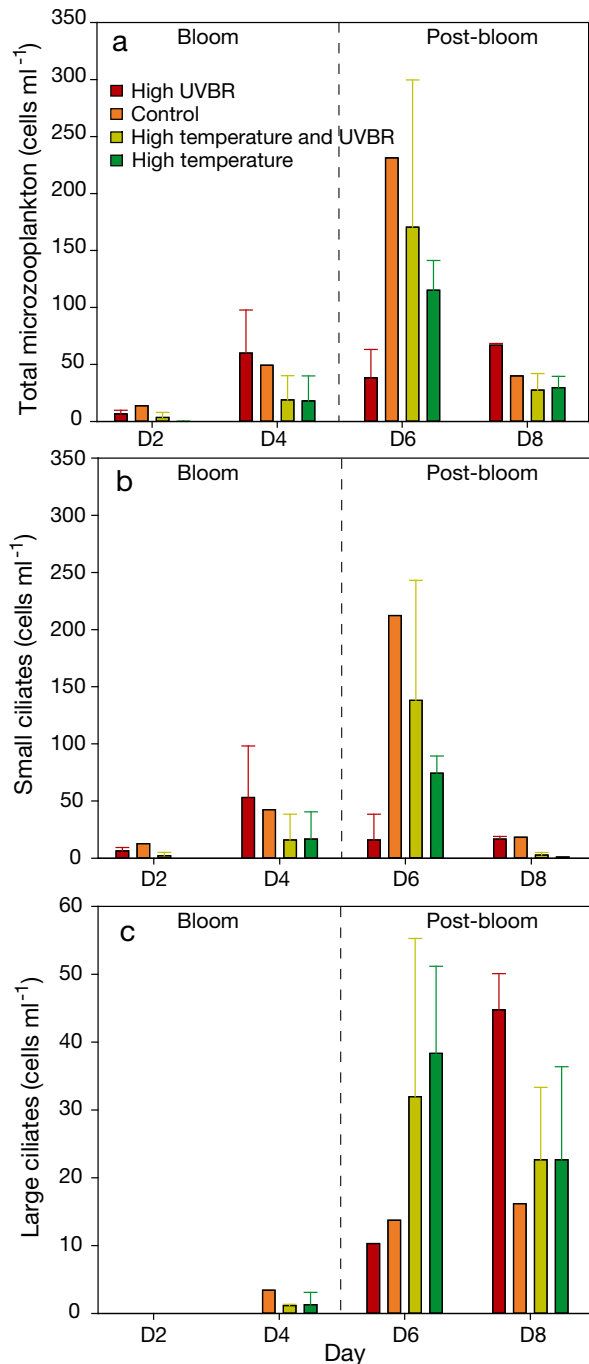 a
Bloom
Post-bloom
350
300
250
200
150
100
50
0
Total microzooplankton (cells ml-1)
High UVBR
Control
High temperature and UVBR
High temperature
D2
D4
D6
D8
b
Bloom
Post-bloom
350
300
250
200
150
100
50
0
Small ciliates (cells ml-1)
D2
D4
D6
D8
c
Bloom
Post-bloom
60
50
40
30
20
10
0
Large ciliates (cells ml-1)
D2
D4
D6
D8
Day